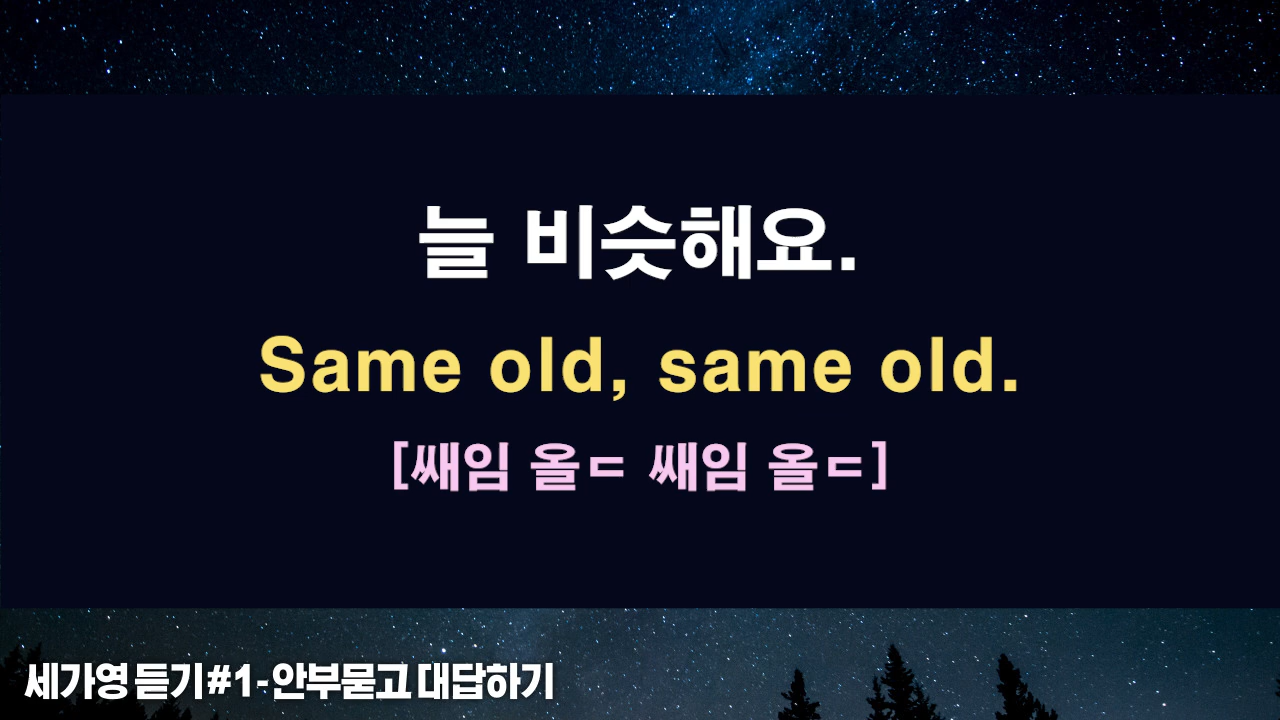 늘 비슷해요.
Same old, same old.
[쌔임 올ㄷ 쌔임 올ㄷ]
세가영 듣기#1-안부묻고 대답하기